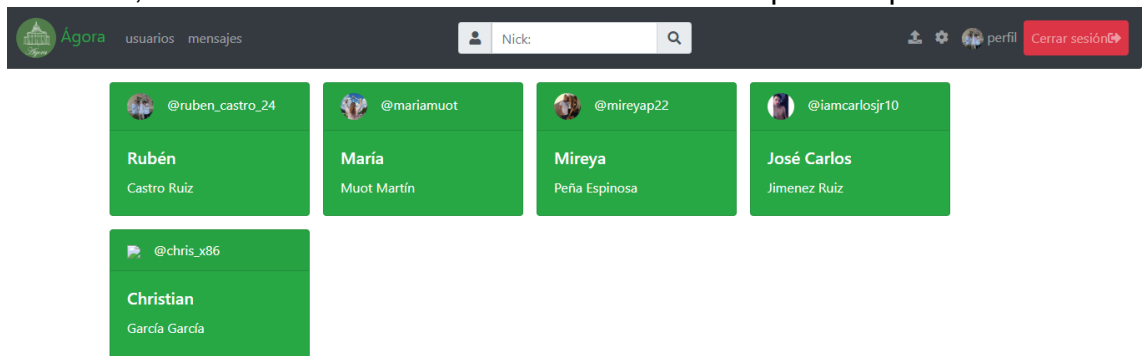 Ágora usuarios mensajes Nick: perfil Cerrar sesión
Ágora
@ruben_castro_24 @mariamuot @mireyap22 @iamcarlosjr10
Rubén María Mireya José Carlos
Castro Ruiz Muot Martín Peña Espinosa Jimenez Ruiz
@chris_x86
Christian
García García